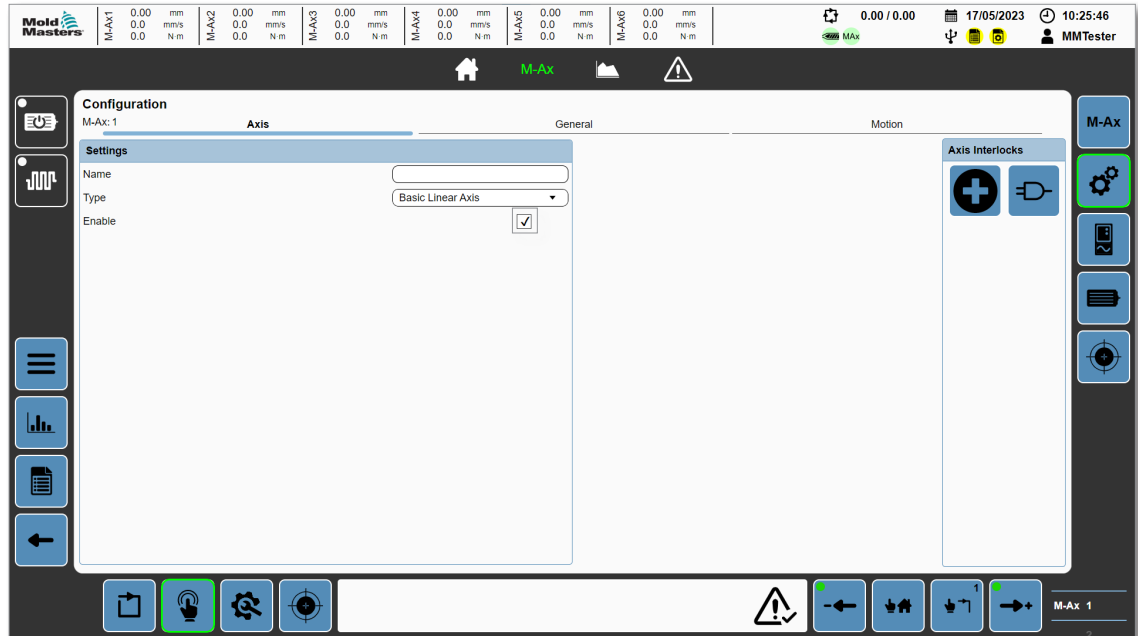 Mold
Masters
M-Ax1 0.00 mm
0.0 mm/s
0.0 N·m
M-Ax2 0.00 mm
0.0 mm/s
0.0 N·m
M-Ax3 0.00 mm
0.0 mm/s
0.0 N·m
M-Ax4 0.00 mm
0.0 mm/s
0.0 N·m
M-Ax5 0.00 mm
0.0 mm/s
0.0 N·m
M-Ax6 0.00 mm
0.0 mm/s
0.0 N·m
0.00 / 0.00
MAx
17/05/2023
10:25:46
MMTester
M-Ax
Configuration
M-Ax: 1
Axis
General
Motion
M-Ax
Settings
Axis Interlocks
Name
Type
Basic Linear Axis
Enable
1
M-Ax 1
3